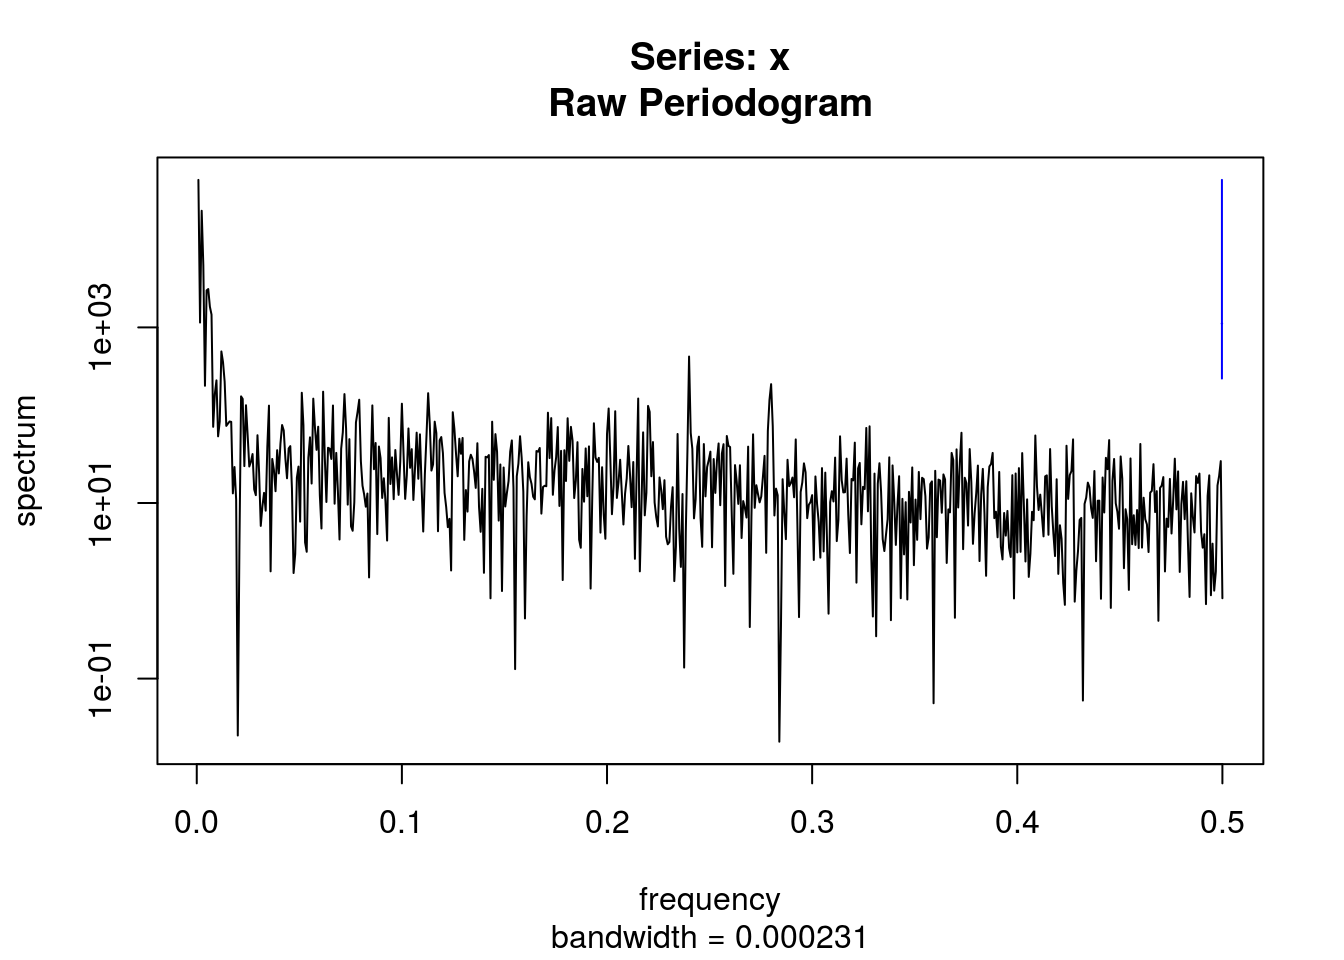 Series: x
Raw Periodogram
spectrum
1e+03
1e+01
1e-01
0.0 0.1 0.2 0.3 0.4 0.5
frequency
bandwidth = 0.000231